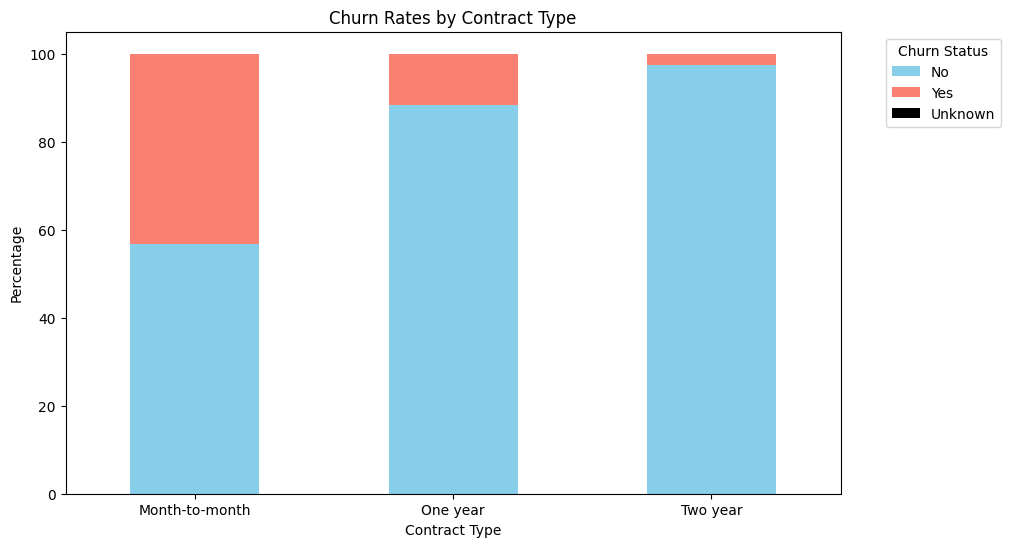 Churn Rates by Contract Type
Churn Status
No
Yes
Unknown
Percentage
100
80
60
40
20
0
Month-to-month
One year
Two year
Contract Type